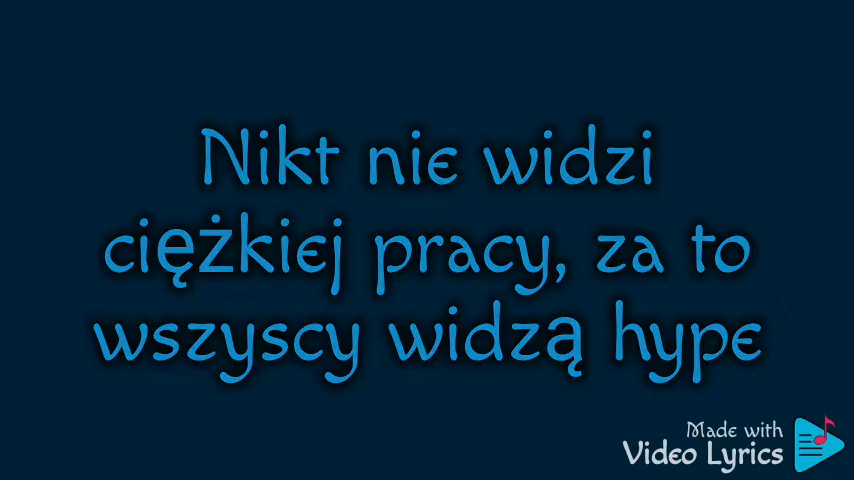 Nikt nie widzi
ciężkiej pracy, za to
wszyscy widzą hype
Made with
Video Lyrics